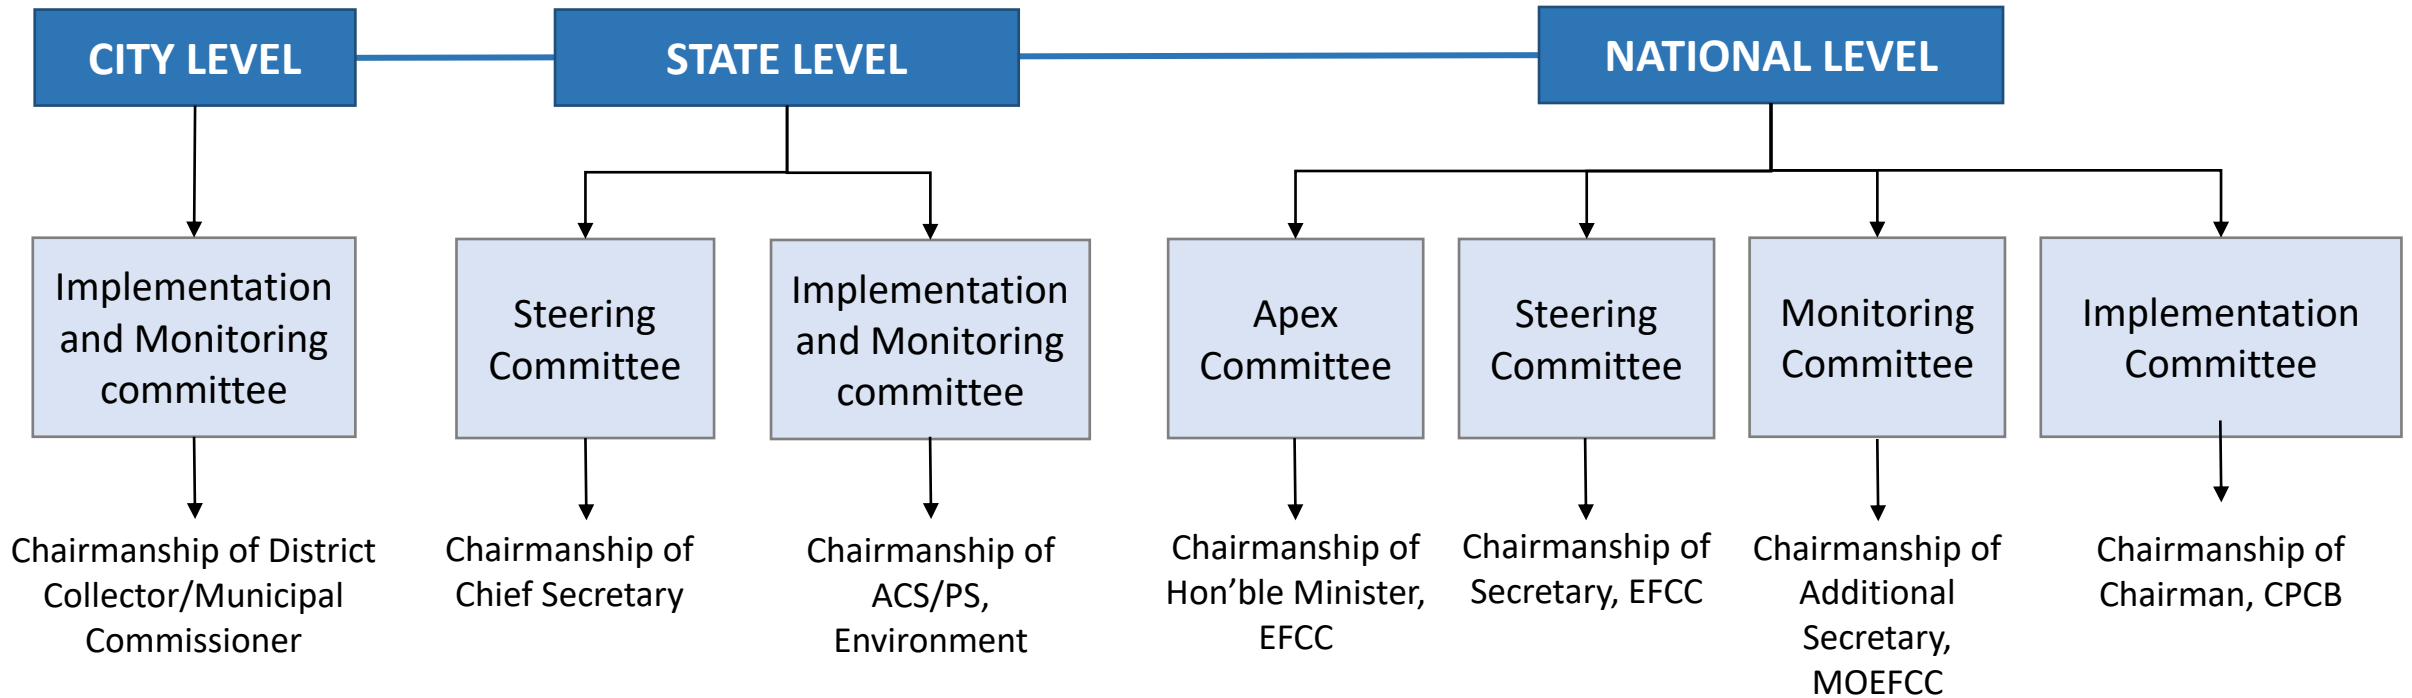 CITY LEVEL
STATE LEVEL
NATIONAL LEVEL
Implementation
and Monitoring
committee
Steering
Committee
Implementation
and Monitoring
committee
Apex
Committee
Steering
Committee
Monitoring
Committee
Implementation
Committee
Chairmanship of District
Collector/Municipal
Commissioner
Chairmanship of
Chief Secretary
Chairmanship of
ACS/PS,
Environment
Chairmanship of
Hon’ble Minister,
EFCC
Chairmanship of
Secretary, EFCC
Chairmanship of
Additional
Secretary,
MOEFCC
Chairmanship of
Chairman, CPCB